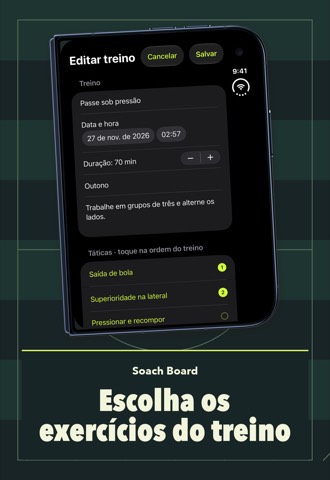 Editar treino
Cancelar
Salvar
9:41
Treino
Passe sob pressão
Data e hora
27 de nov. de 2026
02:57
Duração: 70 min
− +
Outono
Trabalhe em grupos de três e alterne os
lados.
Táticas · toque na ordem do treino
Saída de bola
1
Superioridade na lateral
2
Pressionar e recompor
Soach Board
Escolha os
exercícios do treino